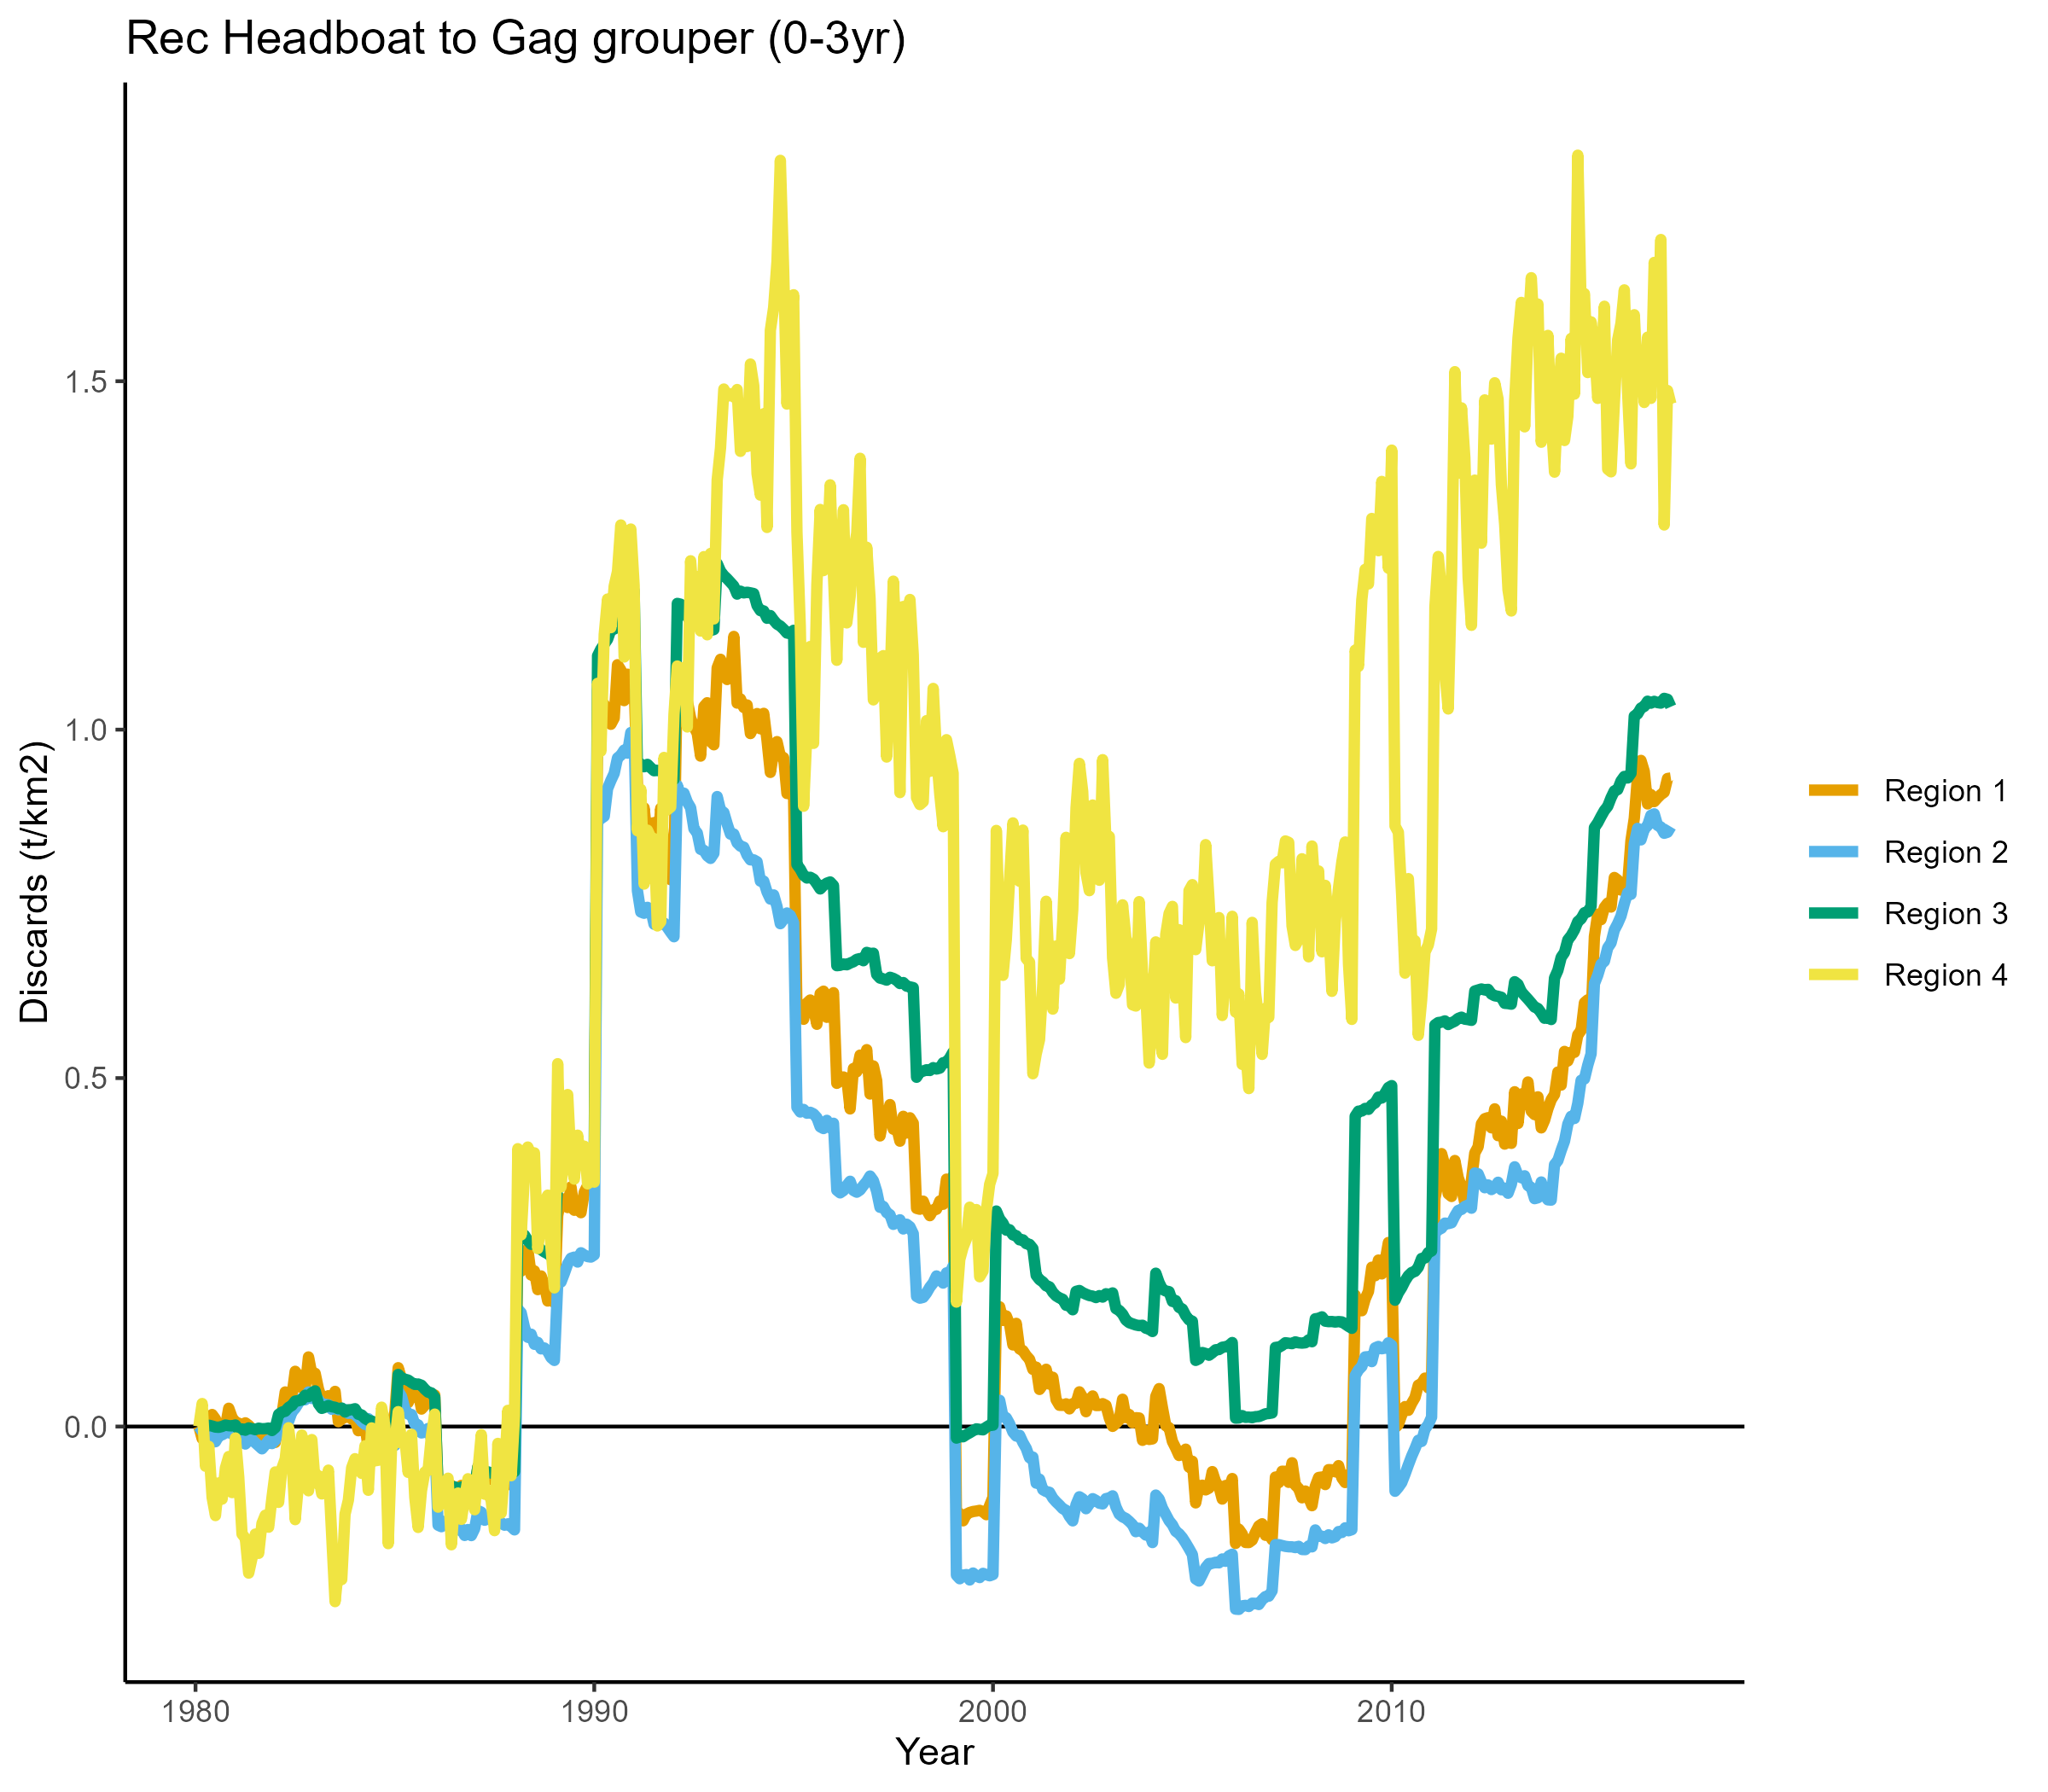 Rec Headboat to Gag grouper (0-3yr)
Discards (t/km2)
1.5
1.0
0.5
0.0
1980
1990
2000
2010
Year
Region 1
Region 2
Region 3
Region 4